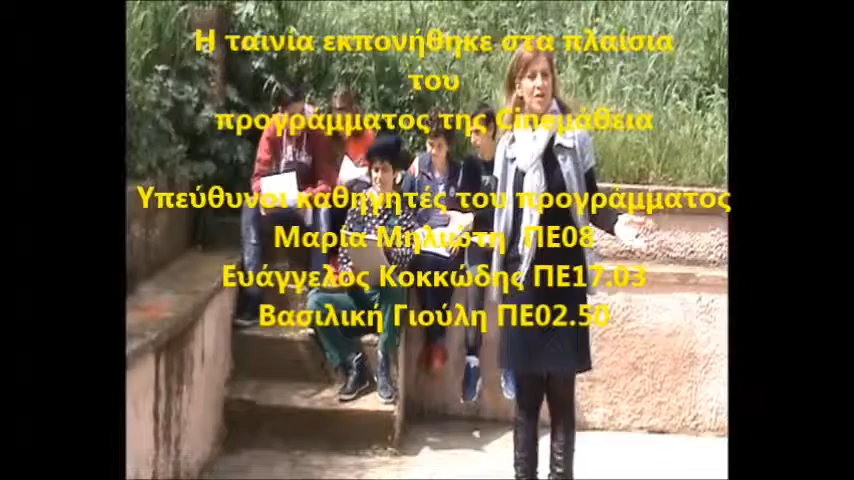 Η ταινία εκπονήθηκε στα πλαίσια
του
προγράμματος της Cineμάθεια
Υπεύθυνοι καθηγητές του προγράμματος
Μαρία Μηλιώτη ΠΕ08
Ευάγγελος Κοκκώδης ΠΕ17.03
Βασιλική Γιούλη ΠΕ02.50